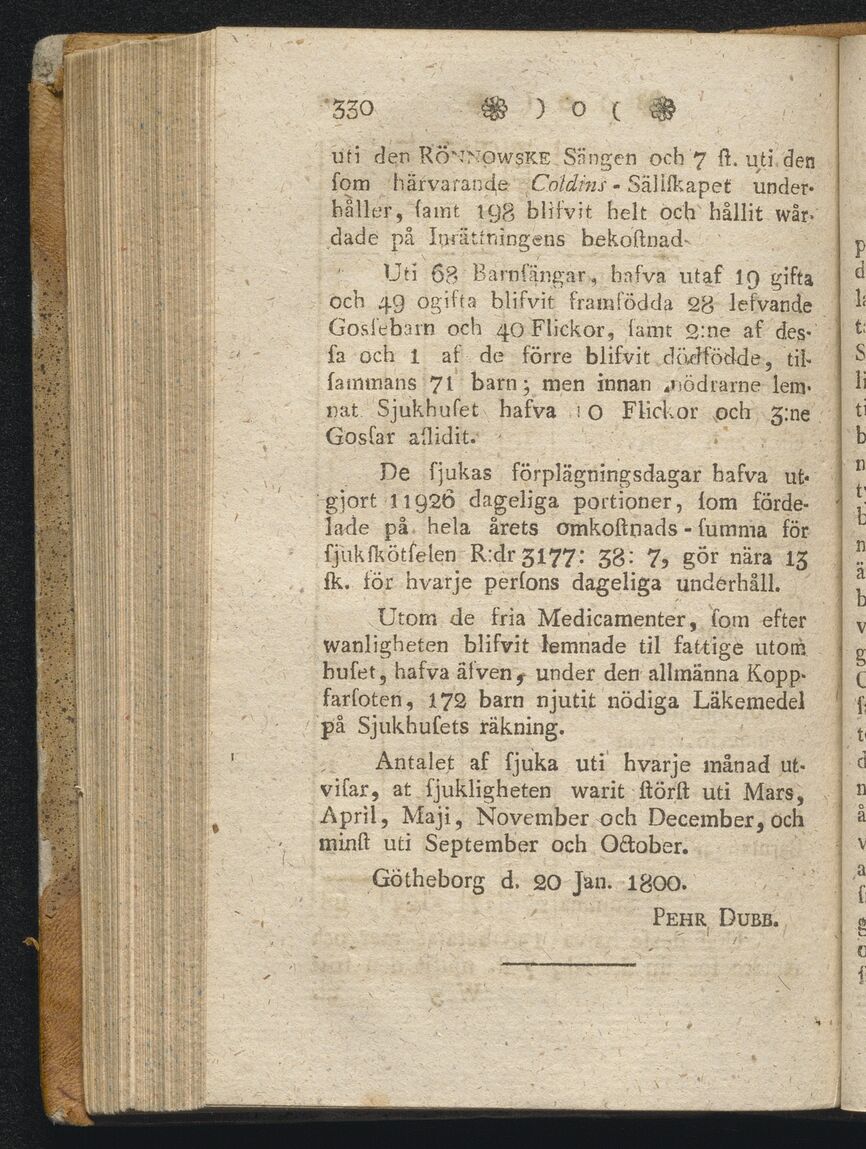 330 ❀ ) o ( ❀
uti den RÖNNOWSKE Sängen och 7 ſt. uti den
ſom härvarande Coldins - Sällſkapet under-
håller, ſamt 198 blifvit helt och hållit wår-
dade på Inrättningens bekoſtnad-
Uti 68 Barnſängar, hafva utaf 19 gifta
och 49 ogifta blifvit framfödda 28 lefvande
Gosſebarn och 40 Flickor, ſamt 2:ne af des-
ſa och 1 af de förre blifvit dödfödde, til-
ſammans 71 barn; men innan mödrarne lem-
nat Sjukhuſet hafva 10 Flickor och 3:ne
Gosſar aflidit.
De ſjukas förplägningsdagar hafva ut-
gjort 11926 dageliga portioner, ſom förde-
lade på hela årets omkoſtnads - ſumma för
ſjukſkötſelen R:dr 3177: 38: 7, gör nära 13
ſk. för hvarje perſons dageliga underhåll.
Utom de fria Medicamenter, ſom efter
wanligheten blifvit lemnade til fattige utom
huſet, hafva äfven, under den allmänna Kopp-
farſoten, 172 barn njutit nödiga Läkemedel
på Sjukhuſets räkning.
Antalet af ſjuka uti hvarje månad ut-
viſar, at ſjukligheten warit ſtörſt uti Mars,
April, Maji, November och December, och
minſt uti September och October.
Götheborg d. 20 Jan. 1800.
PEHR DUBB.